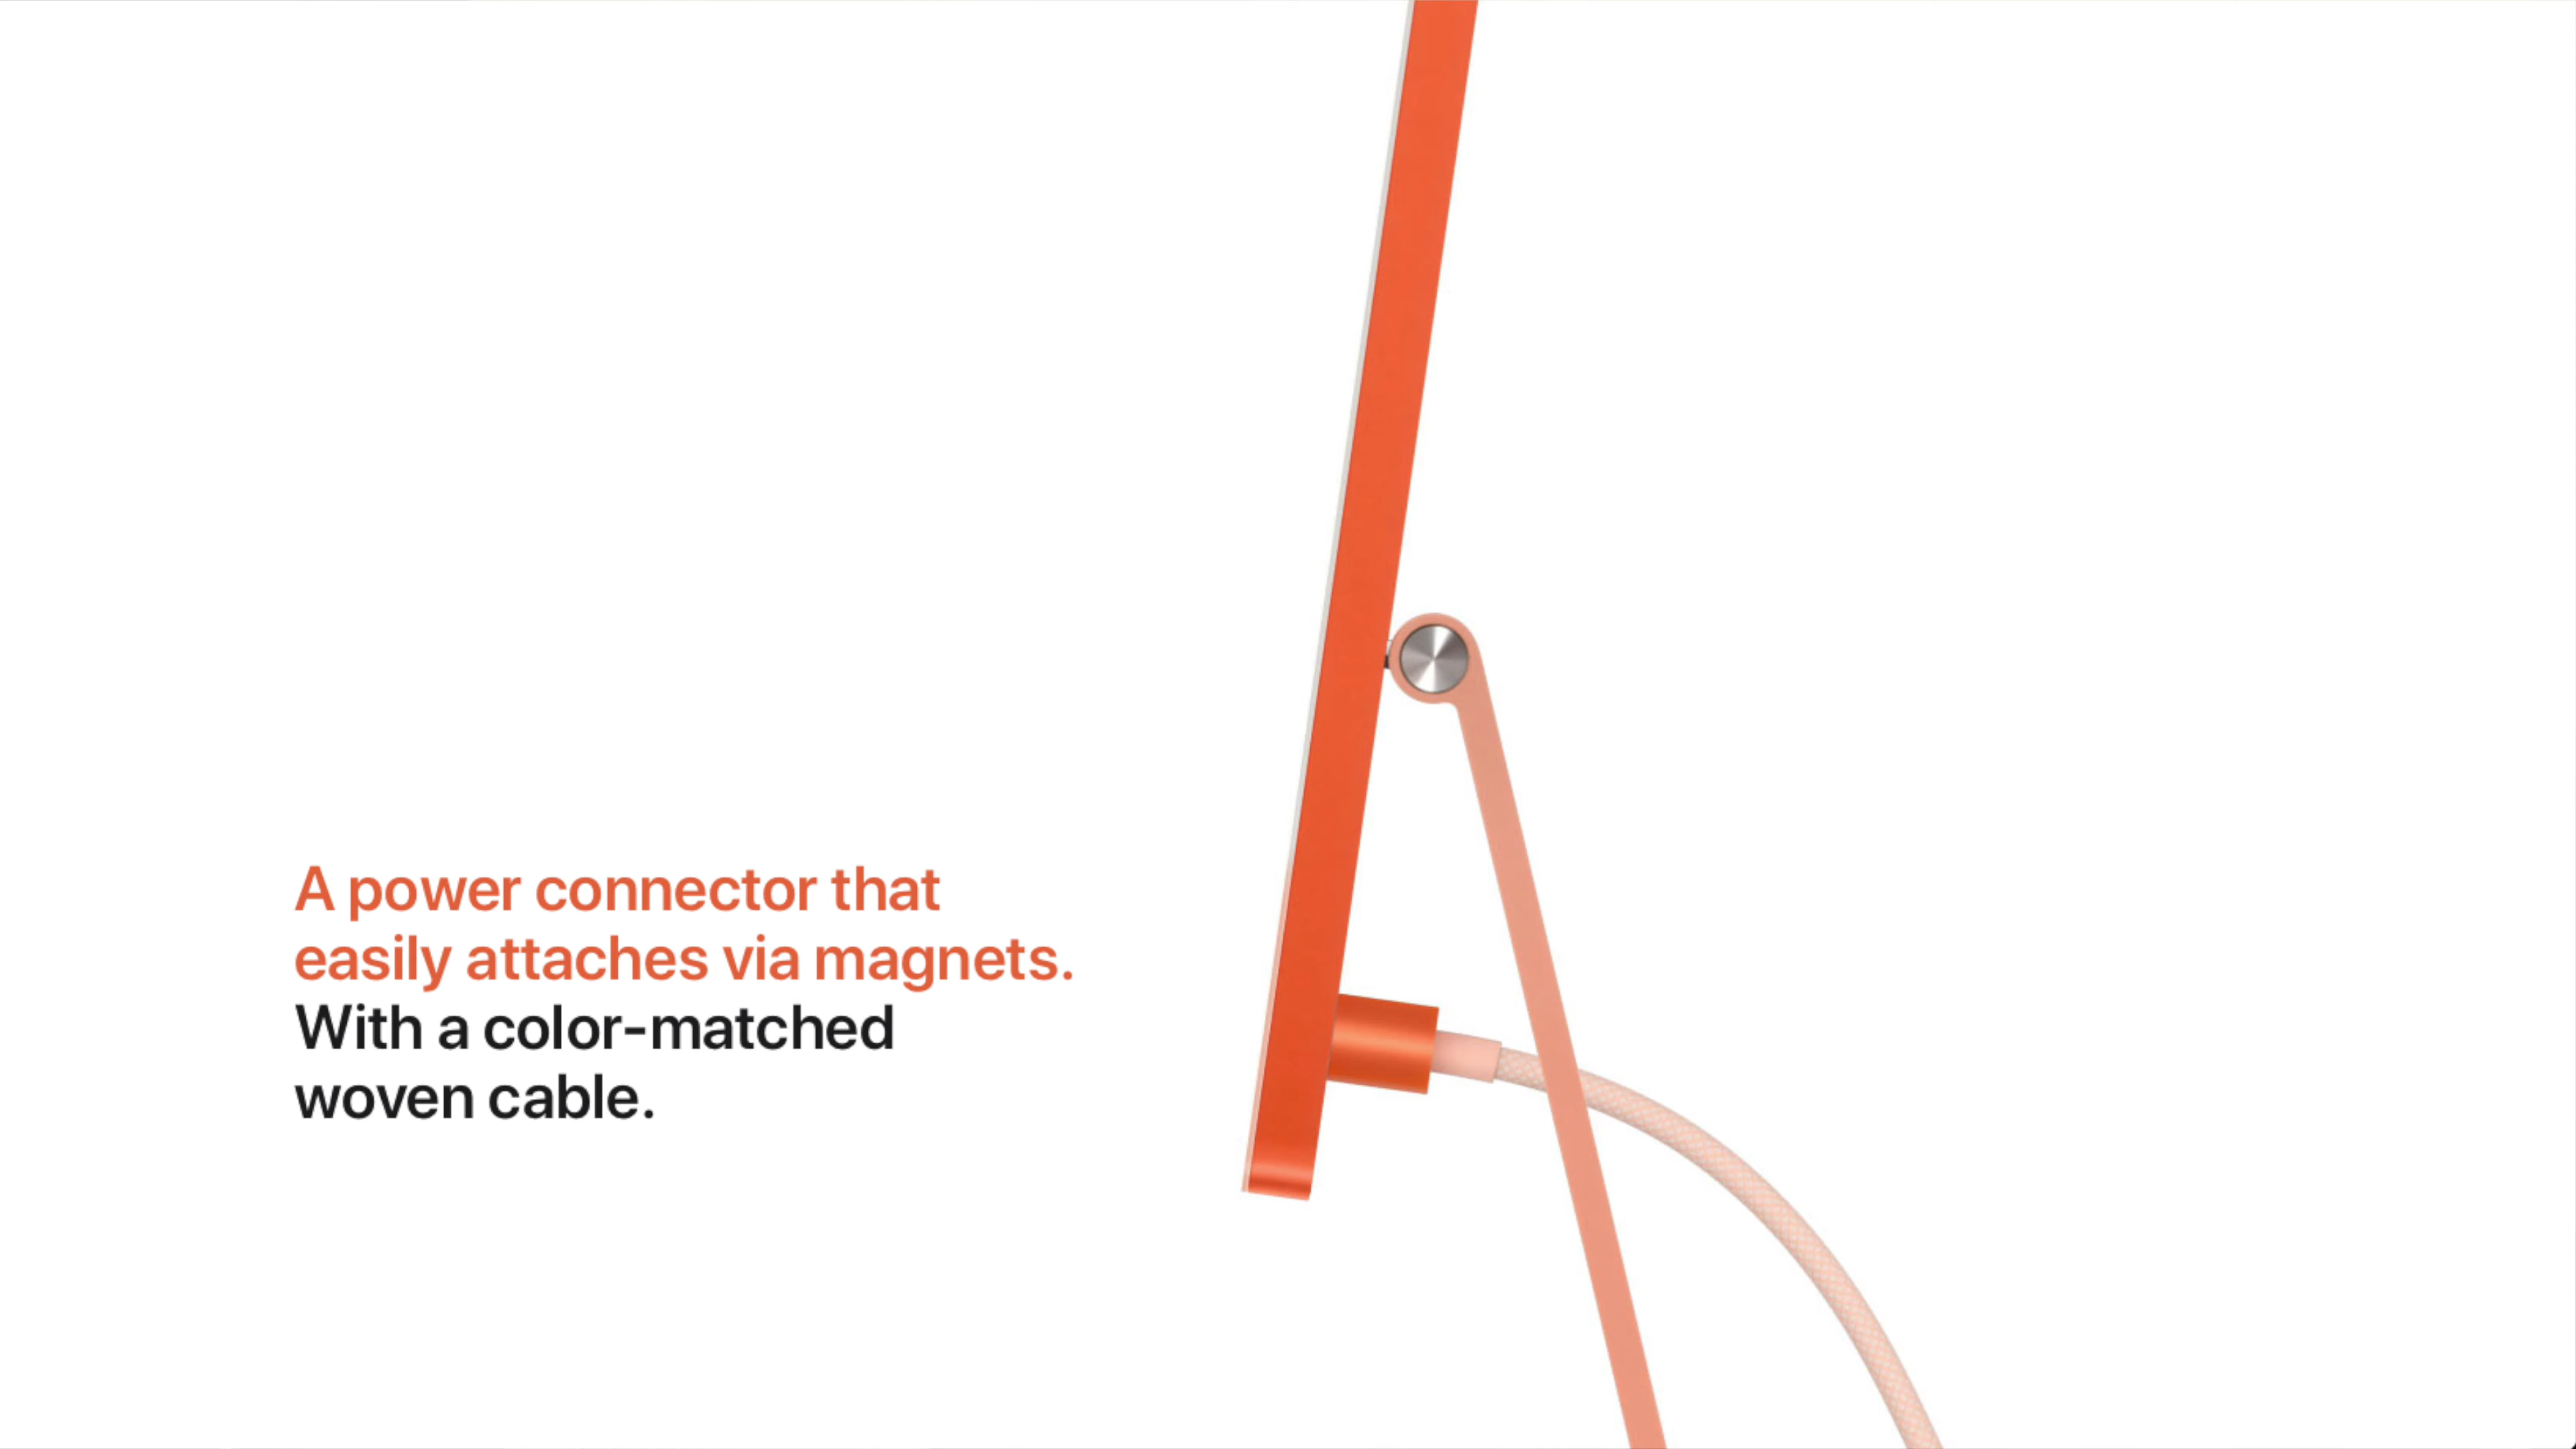 A power connector that
easily attaches via magnets.
With a color-matched
woven cable.